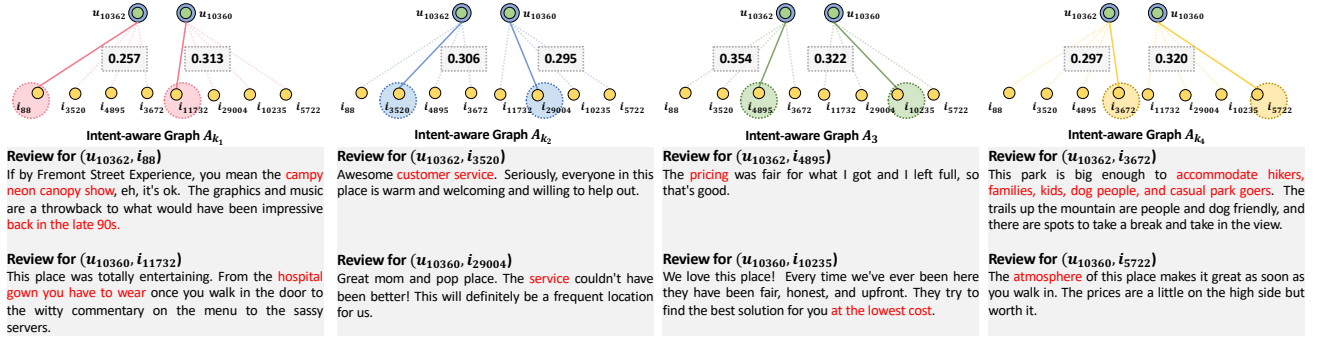 u10362 u10360
0.257 0.313
i88 i3520 i4895 i3672 i11732 i29004 i10235 i5722
Intent-aware Graph Ak1
Review for (u10362, i88)
If by Fremont Street Experience, you mean the campy
neon canopy show, eh, it's ok. The graphics and music
are a throwback to what would have been impressive
back in the late 90s.
Review for (u10360, i11732)
This place was totally entertaining. From the hospital
gown you have to wear once you walk in the door to
the witty commentary on the menu to the sassy
servers.
u10362 u10360
0.306 0.295
i88 i3520 i4895 i3672 i11732 i29004 i10235 i5722
Intent-aware Graph Ak2
Review for (u10362, i3520)
Awesome customer service. Seriously, everyone in this
place is warm and welcoming and willing to help out.
Review for (u10360, i29004)
Great mom and pop place. The service couldn't have
been better! This will definitely be a frequent location
for us.
u10362 u10360
0.354 0.322
i88 i3520 i4895 i3672 i11732 i29004 i10235 i5722
Intent-aware Graph A3
Review for (u10362, i4895)
The pricing was fair for what I got and I left full, so
that's good.
Review for (u10360, i10235)
We love this place! Every time we've ever been here
they have been fair, honest, and upfront. They try to
find the best solution for you at the lowest cost.
u10362 u10360
0.297 0.320
i88 i3520 i4895 i3672 i11732 i29004 i10235 i5722
Intent-aware Graph Ak4
Review for (u10362, i3672)
This park is big enough to accommodate hikers,
families, kids, dog people, and casual park goers. The
trails up the mountain are people and dog friendly, and
there are spots to take a break and take in the view.
Review for (u10360, i5722)
The atmosphere of this place makes it great as soon as
you walk in. The prices are a little on the high side but
worth it.